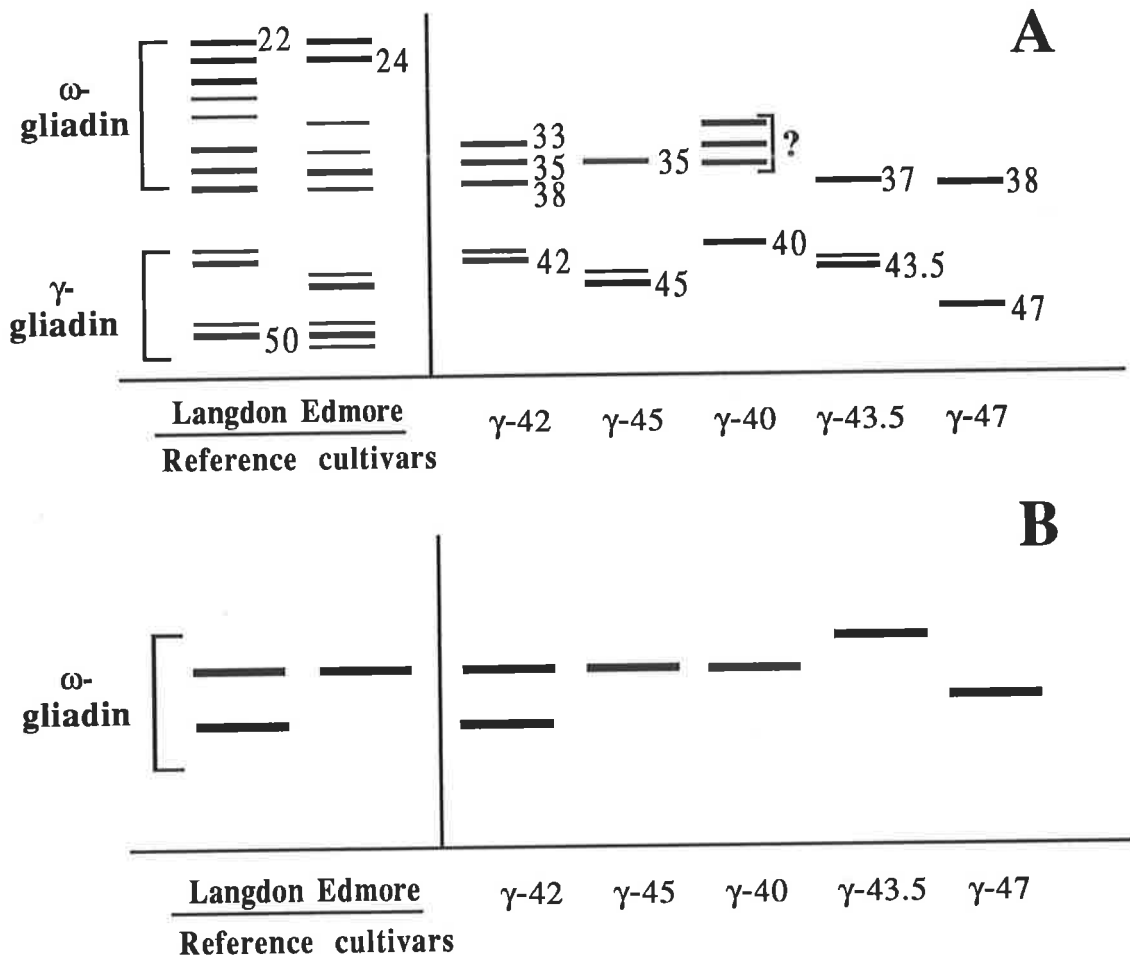 A
22
24
ω-
gliadin
33
35
38
35
?
37
38
42
45
40
43.5
47
γ-
gliadin
50
Langdon Edmore
Reference cultivars
γ-42 γ-45 γ-40 γ-43.5 γ-47
B
ω-
gliadin
Langdon Edmore
Reference cultivars
γ-42 γ-45 γ-40 γ-43.5 γ-47